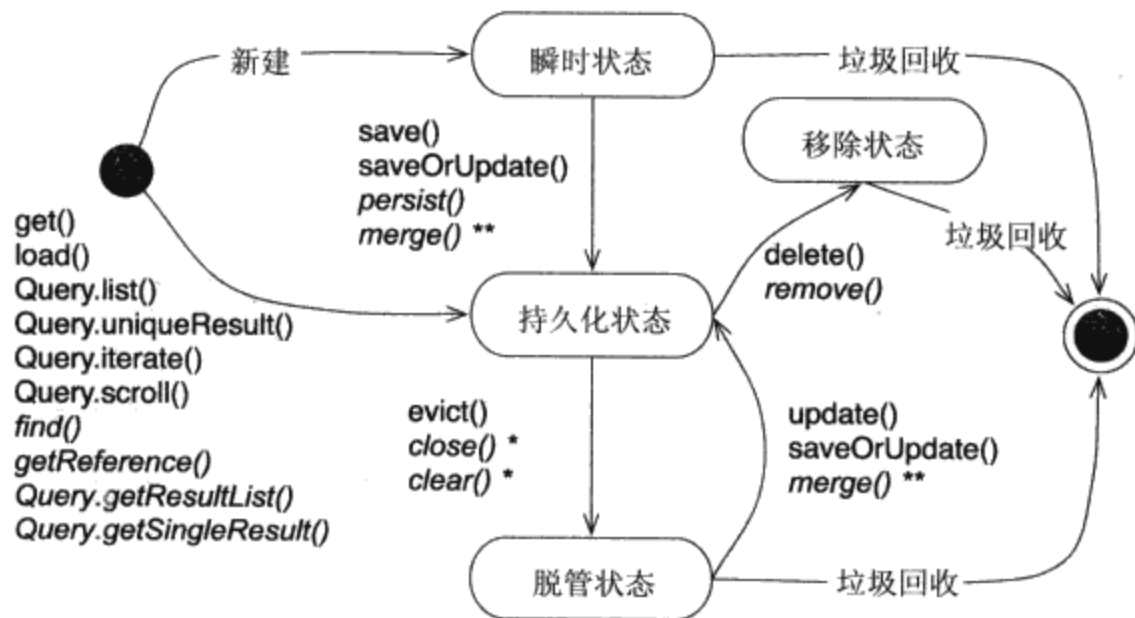 新建
瞬时状态
垃圾回收
save()
saveOrUpdate()
persist()
merge() **
移除状态
垃圾回收
get()
load()
Query.list()
Query.uniqueResult()
Query.iterate()
Query.scroll()
find()
getReference()
Query.getResultList()
Query.getSingleResult()
持久化状态
delete()
remove()
evict()
close() *
clear() *
update()
saveOrUpdate()
merge() **
脱管状态
垃圾回收